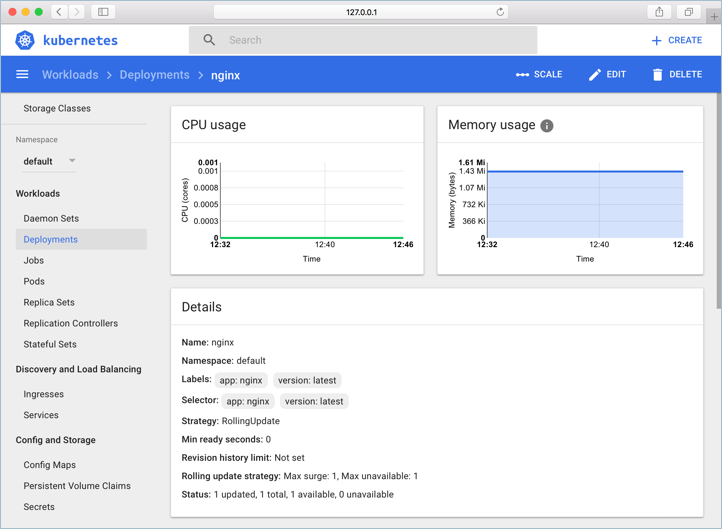 127.0.0.1
kubernetes
Search
CREATE
Workloads
Deployments
nginx
SCALE
EDIT
DELETE
Storage Classes
Namespace
default
Workloads
Daemon Sets
Deployments
Jobs
Pods
Replica Sets
Replication Controllers
Stateful Sets
Discovery and Load Balancing
Ingresses
Services
Config and Storage
Config Maps
Persistent Volume Claims
Secrets
CPU usage
CPU (cores)
0.001
0.001
0.0008
0.0005
0.0003
0
12:32
12:40
12:46
Time
Memory usage
Memory (bytes)
1.61 Mi
1.43 Mi
1.07 Mi
732 Ki
366 Ki
0
12:32
12:40
12:46
Time
Details
Name: nginx
Namespace: default
Labels: app: nginx version: latest
Selector: app: nginx version: latest
Strategy: RollingUpdate
Min ready seconds: 0
Revision history limit: Not set
Rolling update strategy: Max surge: 1, Max unavailable: 1
Status: 1 updated, 1 total, 1 available, 0 unavailable